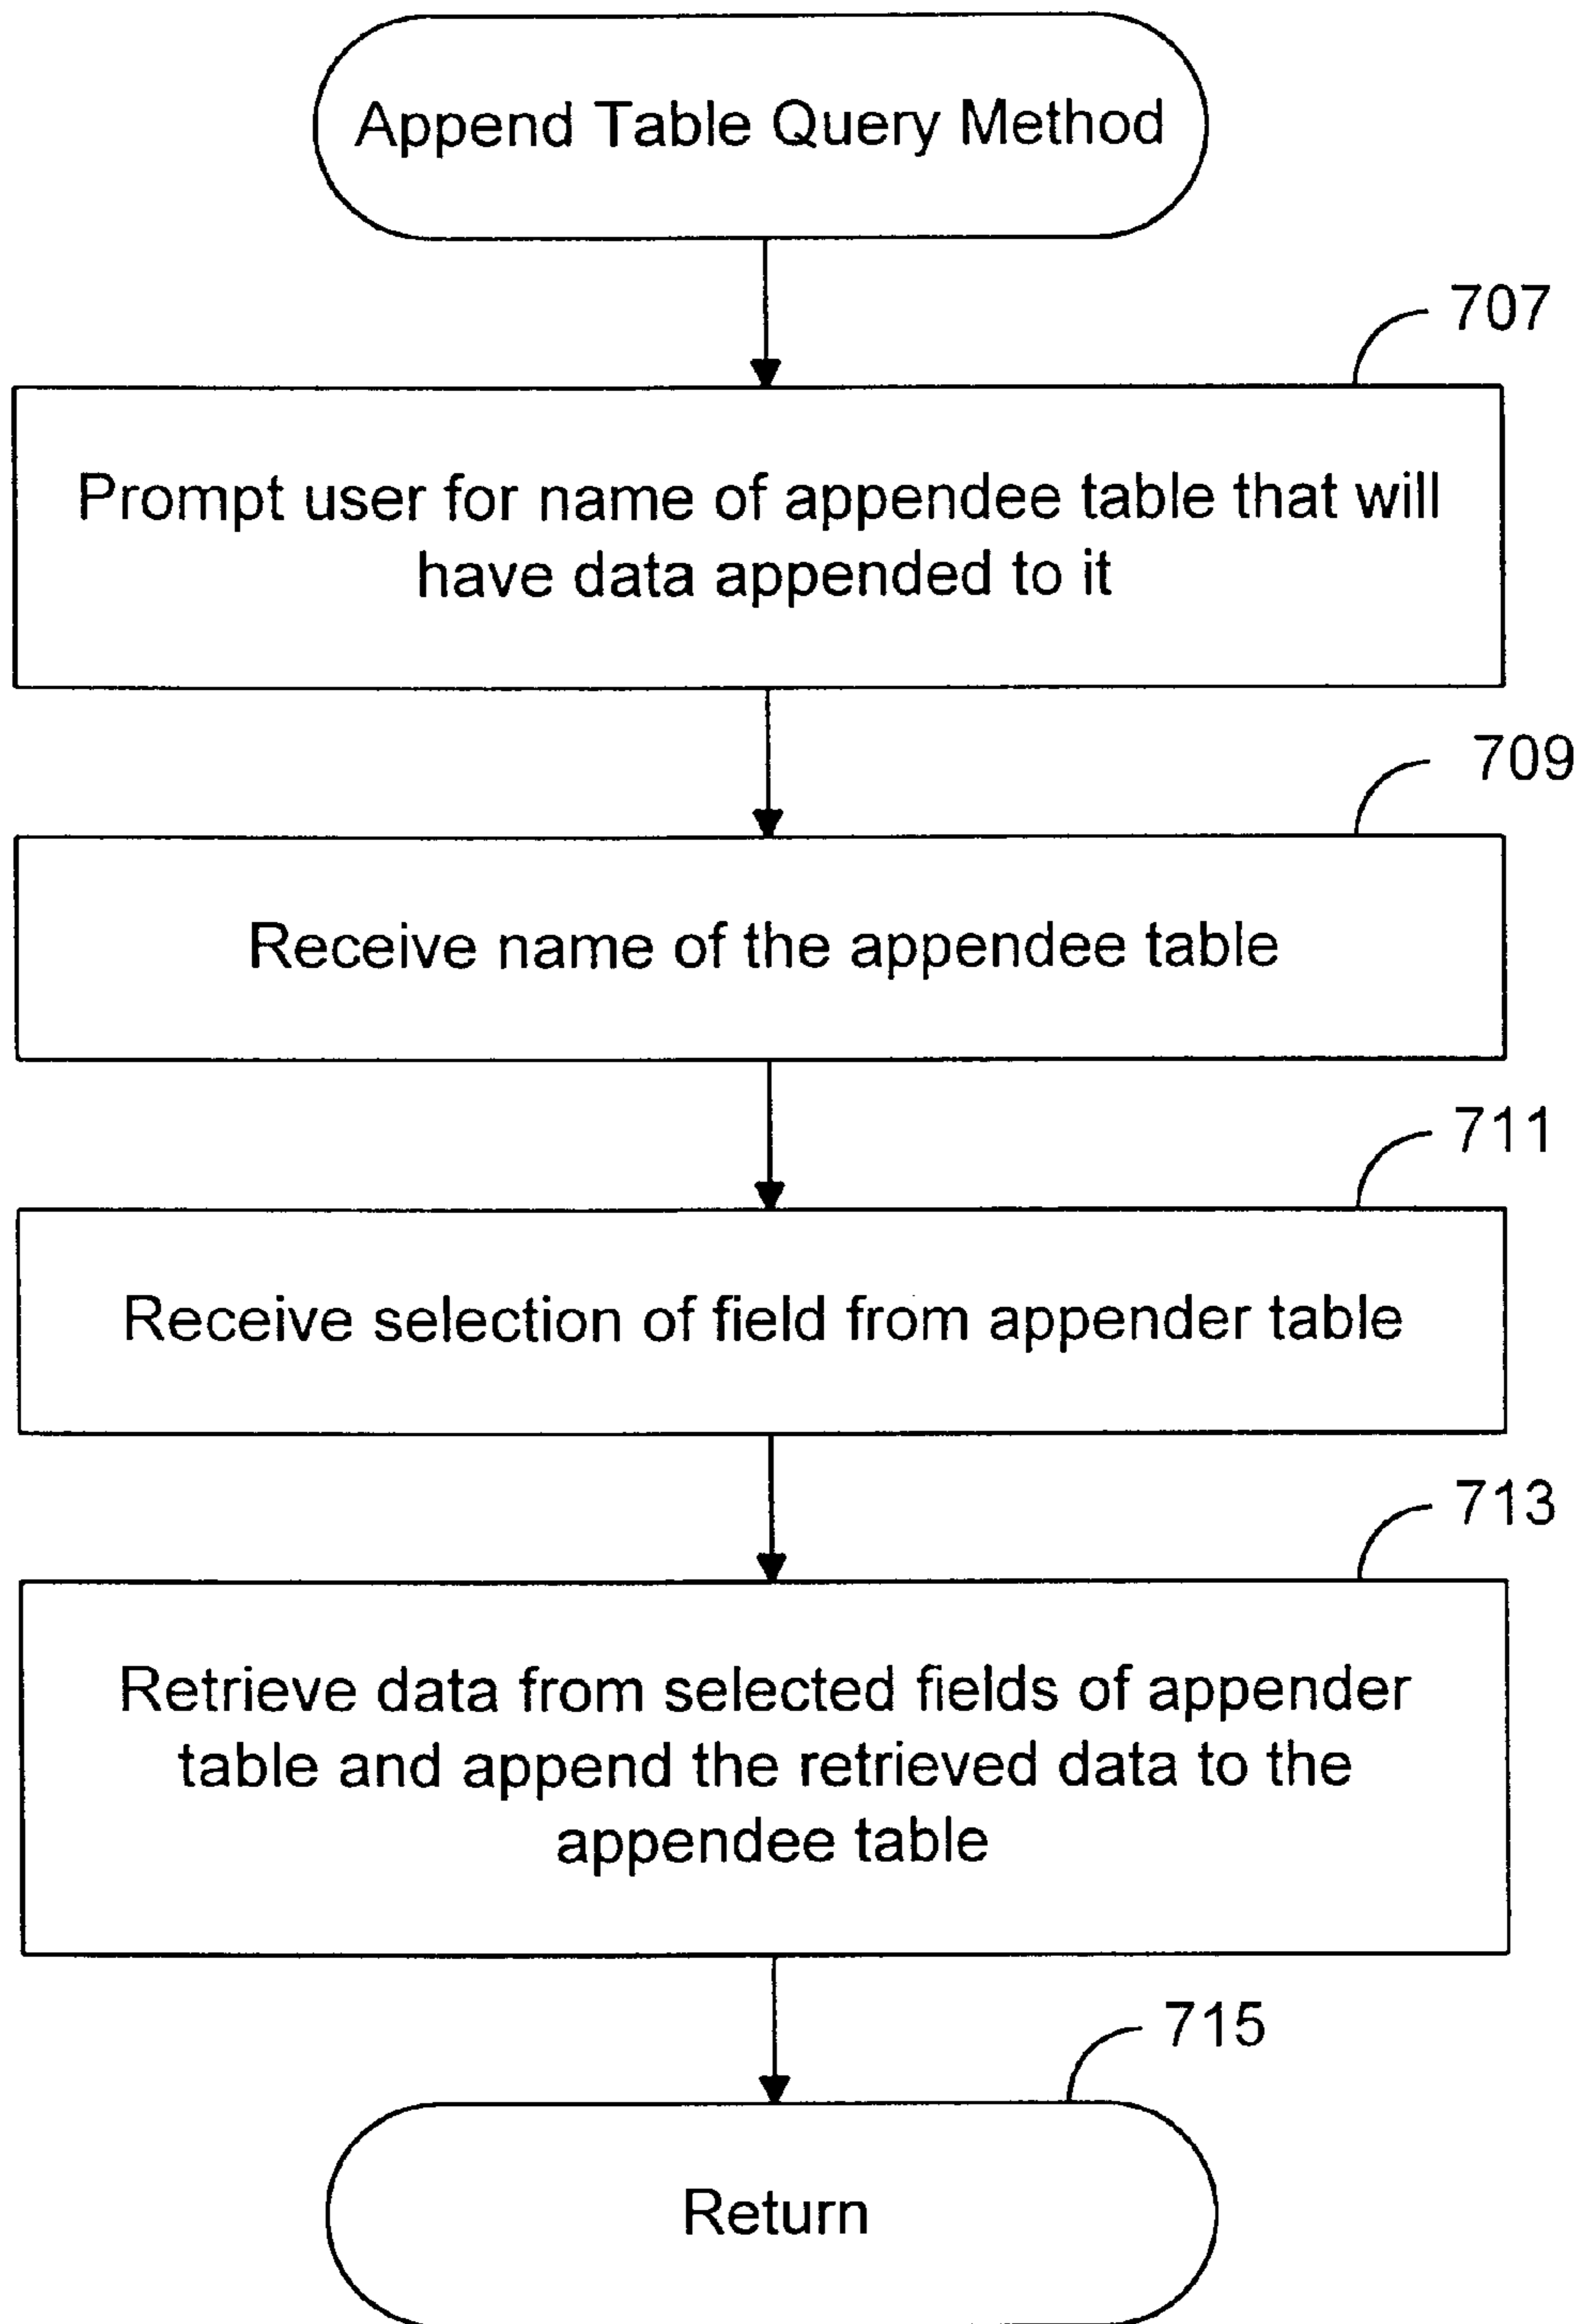 Append Table Query Method
707
Prompt user for name of appendee table that will
have data appended to it
709
Receive name of the appendee table
711
Receive selection of field from appender table
713
Retrieve data from selected fields of appender
table and append the retrieved data to the
appendee table
715
Return